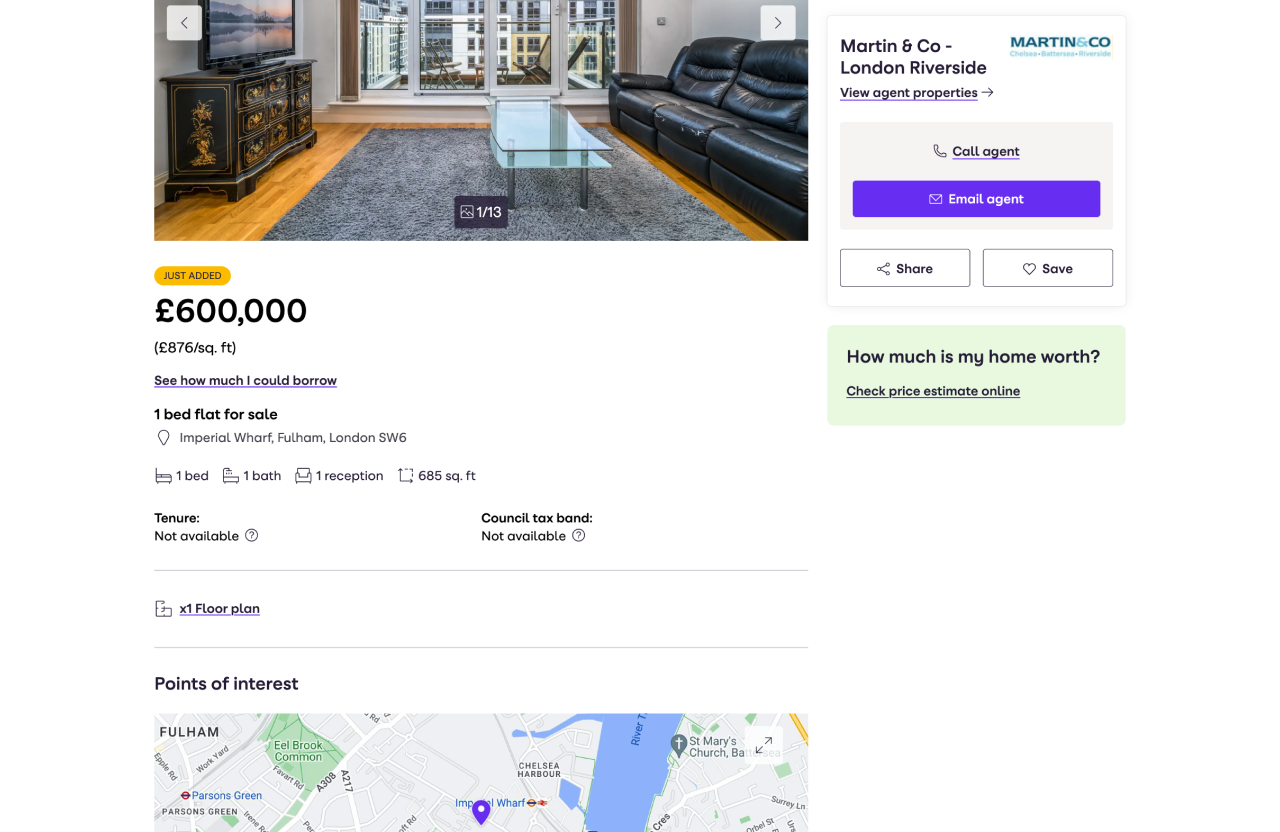 1/13
JUST ADDED
£600,000
(£876/sq. ft)
See how much I could borrow
1 bed flat for sale
Imperial Wharf, Fulham, London SW6
1 bed 1 bath 1 reception 685 sq. ft
Tenure:
Not available
Council tax band:
Not available
x1 Floor plan
Points of interest
FULHAM
Eel Brook
Common
Work Yard
Epple Rd
Favart Rd
A308
A217
Parsons Green
PARSONS GREEN
Irene Rd
CHELSEA
HARBOUR
Imperial Wharf
River T
St Mary's
Church, Battersea
Surrey Ln
Orbel St
Cres
Martin & Co -
London Riverside
MARTIN&CO
Chelsea•Battersea•Riverside
View agent properties
Call agent
Email agent
Share
Save
How much is my home worth?
Check price estimate online